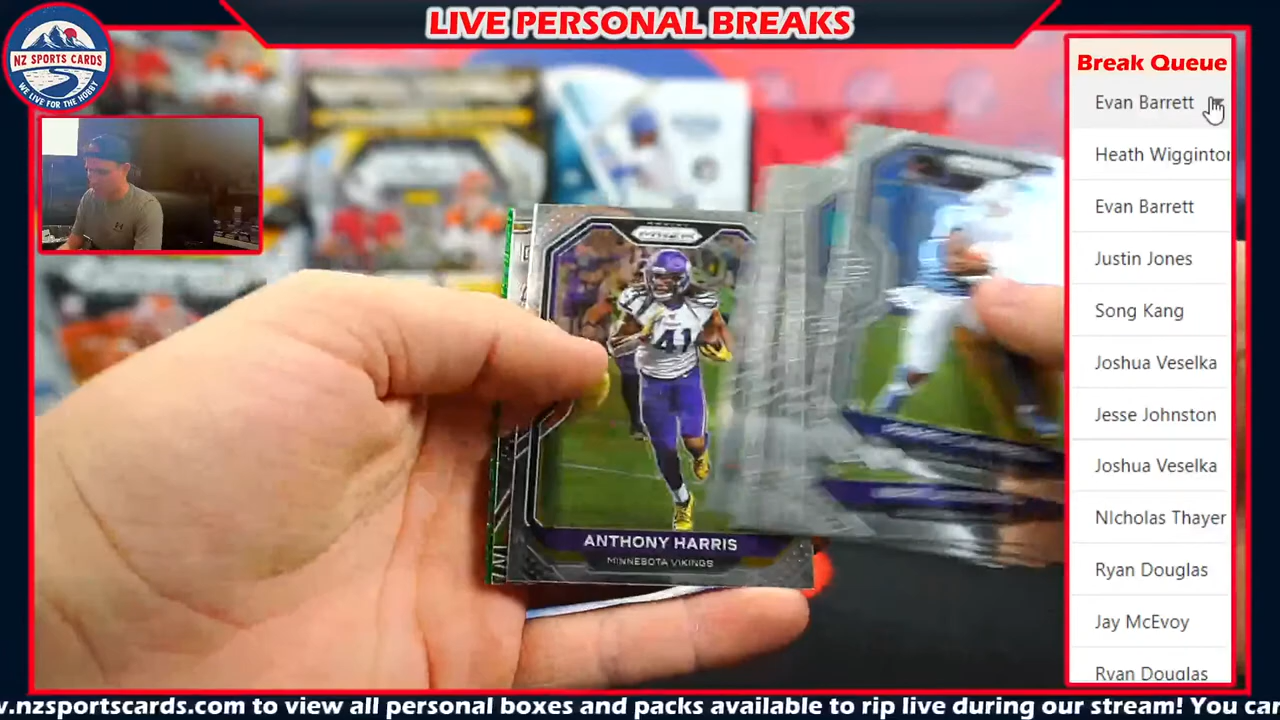 LIVE PERSONAL BREAKS
NZ SPORTS CARDS
WE LIVE FOR THE HOBBY
Break Queue
Evan Barrett
Heath Wigginto
Evan Barrett
Justin Jones
Song Kang
Joshua Veselka
Jesse Johnston
Joshua Veselka
NIcholas Thayer
Ryan Douglas
Jay McEvoy
Ryan Douglas
PANINI
PRIZM
41
ANTHONY HARRIS
MINNESOTA VIKINGS
w.nzsportscards.com to view all personal boxes and packs available to rip live during our stream! You can